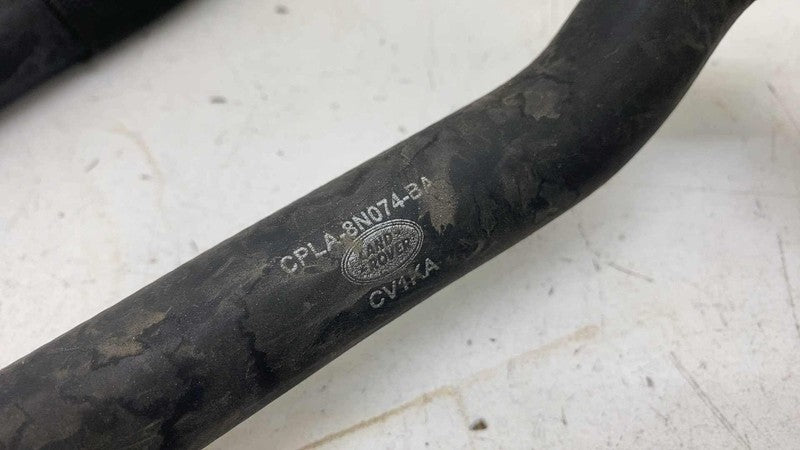 CPLA-8N074-BA
LAND-
ROVER
CV1KA